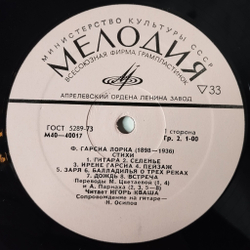 МИНИСТЕРСТВО КУЛЬТУРЫ СССР
МЕЛОДИЯ
ВСЕСОЮЗНАЯ ФИРМА ГРАМПЛАСТИНОК
АПРЕЛЕВСКИЙ ОРДЕНА ЛЕНИНА ЗАВОД
33
ГОСТ 5289-73
М40—40017
1 сторона
Гр. 2. 1-00
Ф. ГАРСИА ЛОРКА (1898—1936)
СТИХИ
1. ГИТАРА 2. СЕЛЕНЬЕ
3. ИРЕНЕ ГАРСИА 4. ПЕЙЗАЖ
5. ЗАРЯ 6. БАЛЛАДИЛЬЯ О ТРЕХ РЕКАХ
7. ДОЖДЬ 8. ВСТРЕЧА
Переводы М. Цветаевой (1, 4)
и А. Парнаха (2, 3, 5—8)
Читает ИГОРЬ КВАША
Сопровождение на гитаре—
Н. Осипов